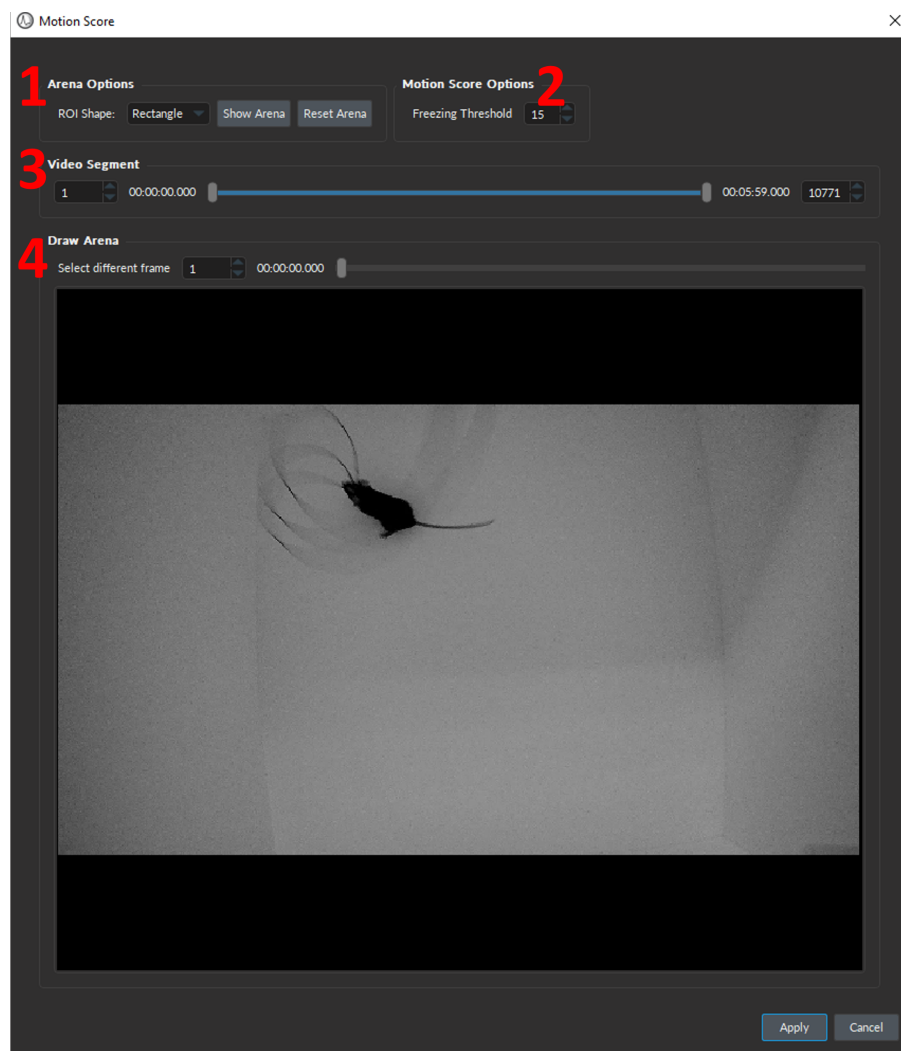 Motion Score
1 Arena Options
ROI Shape: Rectangle Show Arena Reset Arena
Motion Score Options 2
Freezing Threshold 15
3 Video Segment
1 00:00:00.000 00:05:59.000 10771
4 Draw Arena
Select different frame 1 00:00:00.000
Apply Cancel